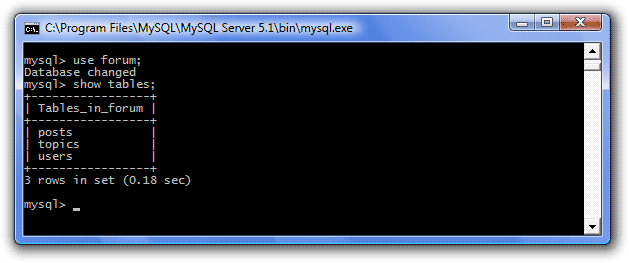 C:\Program Files\MySQL\MySQL Server 5.1\bin\mysql.exe
mysql> use forum;
Database changed
mysql> show tables;
+-----------------+
| Tables_in_forum |
+-----------------+
| posts           |
| topics          |
| users           |
+-----------------+
3 rows in set (0.18 sec)
mysql> _